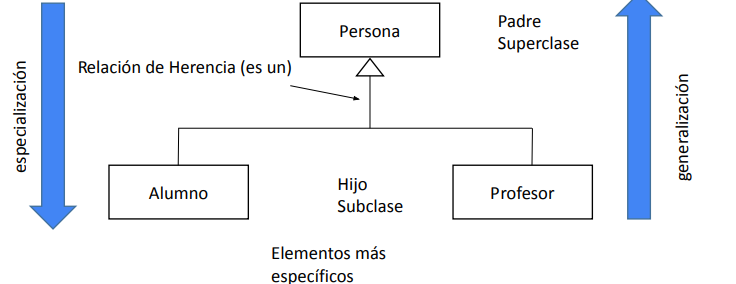 Persona
Padre
Superclase
Relación de Herencia (es un)
especialización
generalización
Alumno
Hijo
Subclase
Profesor
Elementos más
específicos